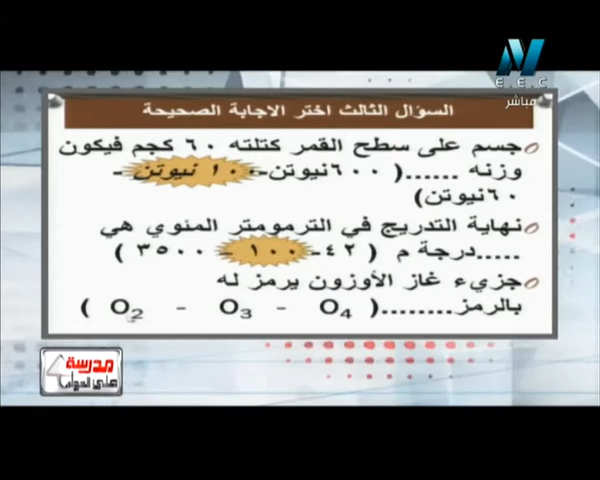 E.E.C
مباشر
السؤال الثالث اختر الاجابة الصحيحة
جسم على سطح القمر كتلته ٦٠ كجم فيكون
وزنه ......( ٦٠٠نيوتن- ١٠٠ نيوتن -
٦٠نيوتن)
نهاية التدريج في الترمومتر المئوي هي
.....درجة م ( ٤٢- ١٠٠ - ٣٥٠٠ )
جزيء غاز الأوزون يرمز له
بالرمز........( O4 - O3 - O2 )
مدرسة
على الهواء